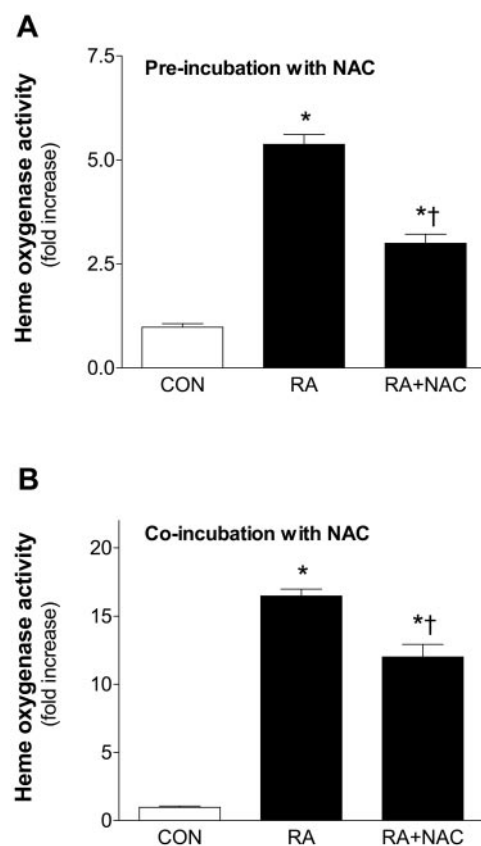 A
Pre-incubation with NAC
Heme oxygenase activity
(fold increase)
7.5
5.0
2.5
0.0
*
*†
CON RA RA+NAC
B
Co-incubation with NAC
Heme oxygenase activity
(fold increase)
20
15
10
5
0
*
*†
CON RA RA+NAC